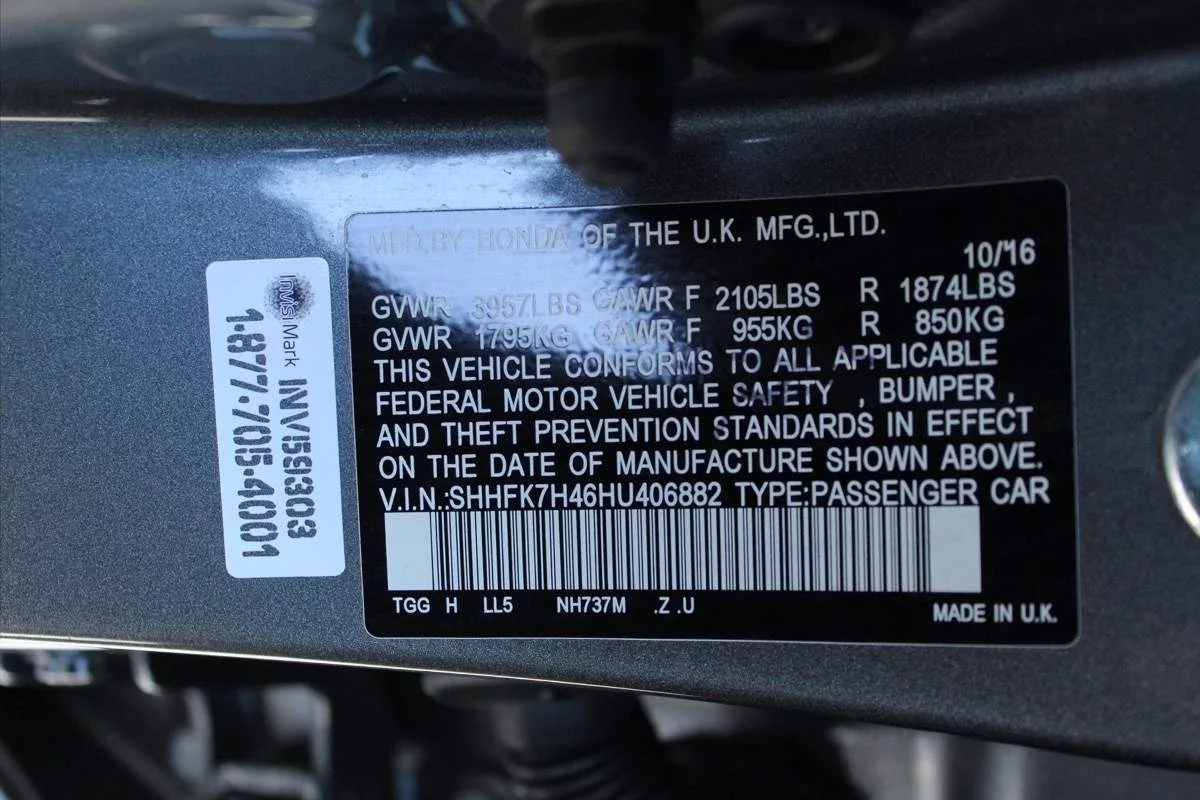 MFD.BY HONDA OF THE U.K. MFG.,LTD.
10/16
GVWR 3957LBS GAWR F 2105LBS R 1874LBS
GVWR 1795KG GAWR F 955KG R 850KG
THIS VEHICLE CONFORMS TO ALL APPLICABLE
FEDERAL MOTOR VEHICLE SAFETY , BUMPER ,
AND THEFT PREVENTION STANDARDS IN EFFECT
ON THE DATE OF MANUFACTURE SHOWN ABOVE.
V.I.N.:SHHFK7H46HU406882 TYPE:PASSENGER CAR
TGG H LL5 NH737M .Z .U
MADE IN U.K.
InvisiMark INV59303
1.877.705.4001